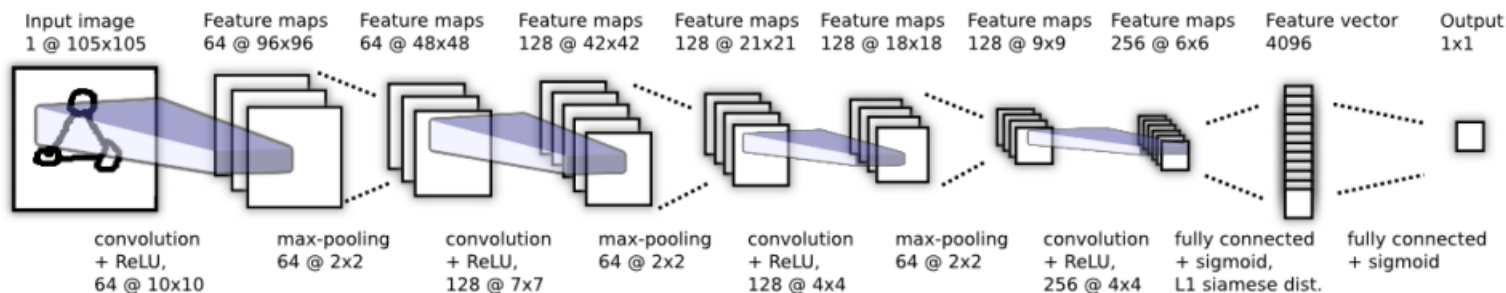 Input image
1 @ 105x105
Feature maps
64 @ 96x96
Feature maps
64 @ 48x48
Feature maps
128 @ 42x42
Feature maps
128 @ 21x21
Feature maps
128 @ 18x18
Feature maps
128 @ 9x9
Feature maps
256 @ 6x6
Feature vector
4096
Output
1x1
convolution
+ ReLU,
64 @ 10x10
max-pooling
64 @ 2x2
convolution
+ ReLU,
128 @ 7x7
max-pooling
64 @ 2x2
convolution
+ ReLU,
128 @ 4x4
max-pooling
64 @ 2x2
convolution
+ ReLU,
256 @ 4x4
fully connected
+ sigmoid,
L1 siamese dist.
fully connected
+ sigmoid